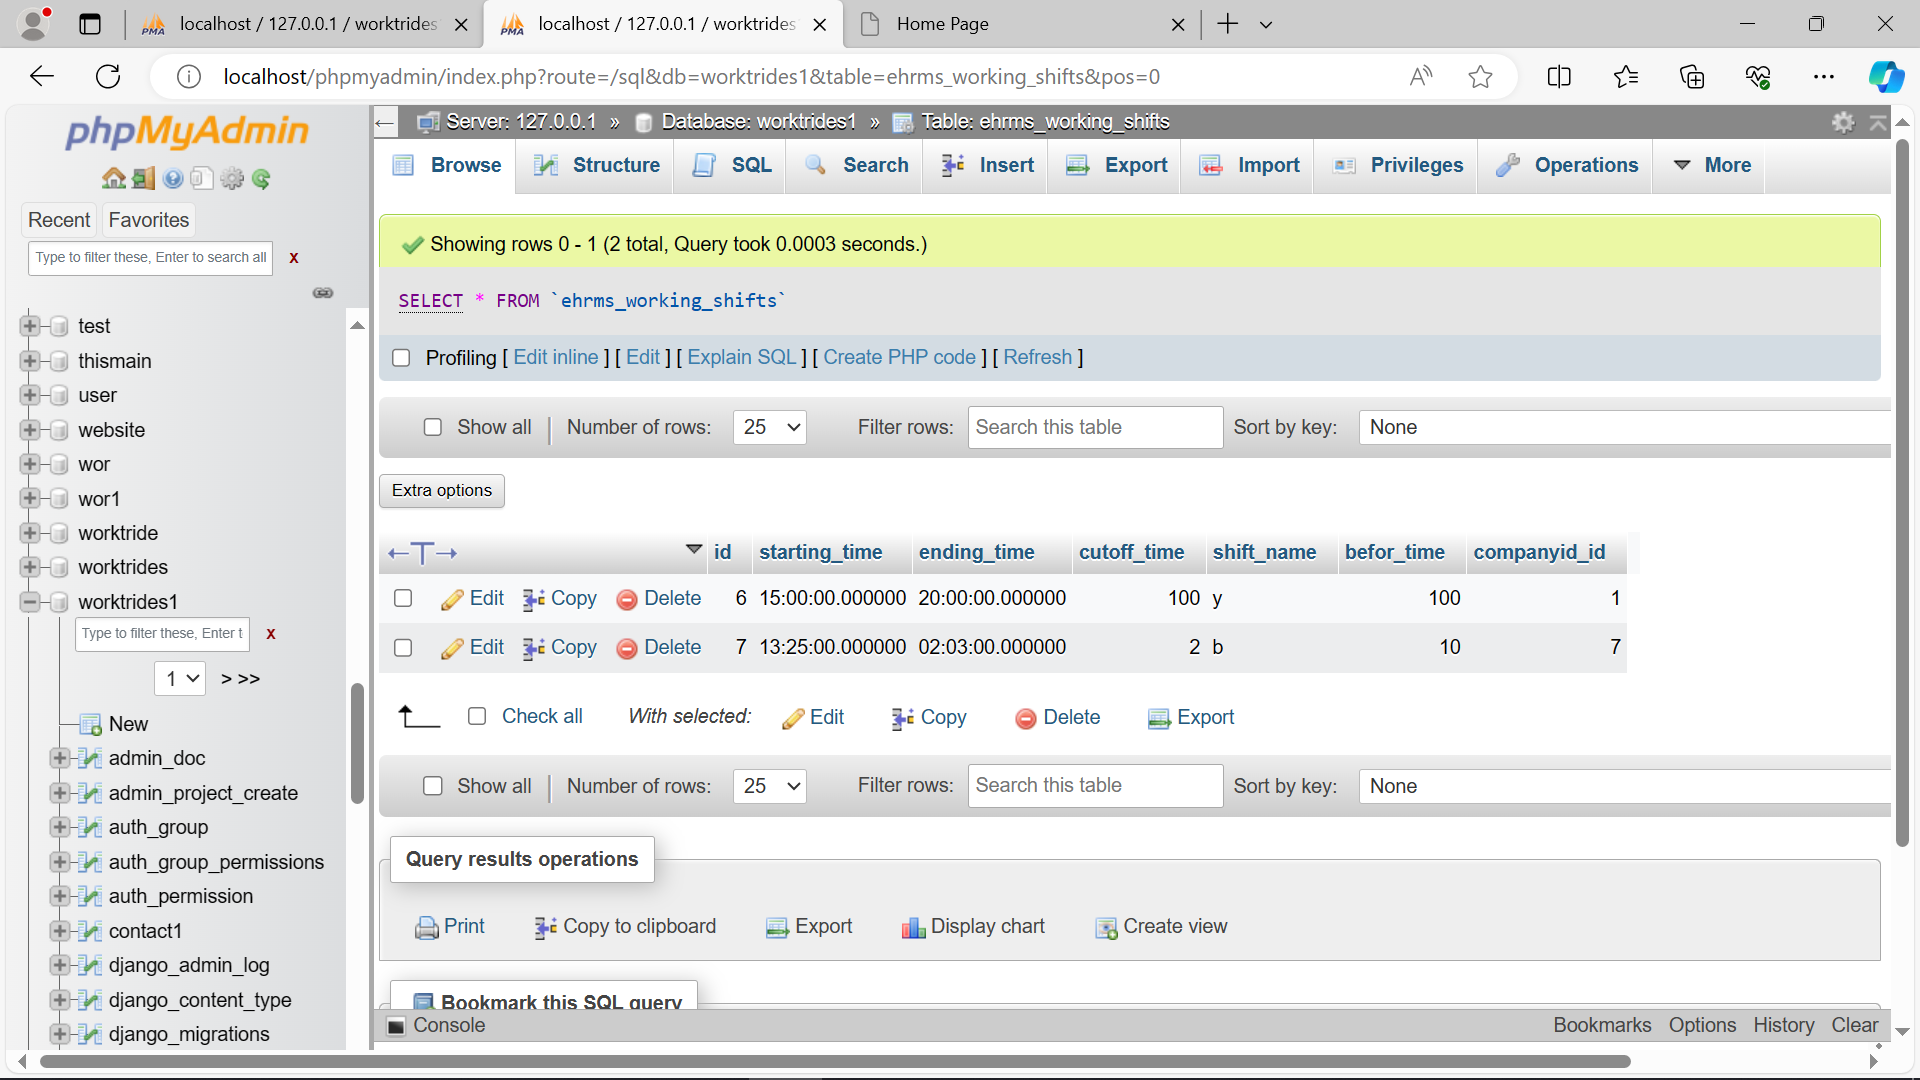 localhost / 127.0.0.1 / worktrides
localhost / 127.0.0.1 / worktrides
Home Page
localhost/phpmyadmin/index.php?route=/sql&db=worktrides1&table=ehrms_working_shifts&pos=0
phpMyAdmin
Recent Favorites
Type to filter these, Enter to search all x
test
thismain
user
website
wor
wor1
worktride
worktrides
worktrides1
Type to filter these, Enter t x
1 > >>
New
admin_doc
admin_project_create
auth_group
auth_group_permissions
auth_permission
contact1
django_admin_log
django_content_type
django_migrations
Server: 127.0.0.1 » Database: worktrides1 » Table: ehrms_working_shifts
Browse Structure SQL Search Insert Export Import Privileges Operations More
Showing rows 0 - 1 (2 total, Query took 0.0003 seconds.)
SELECT * FROM `ehrms_working_shifts`
Profiling [ Edit inline ] [ Edit ] [ Explain SQL ] [ Create PHP code ] [ Refresh ]
Show all | Number of rows: 25 Filter rows: Search this table Sort by key: None
Extra options
←T→ id starting_time ending_time cutoff_time shift_name befor_time companyid_id
Edit Copy Delete 6 15:00:00.000000 20:00:00.000000 100 y 100 1
Edit Copy Delete 7 13:25:00.000000 02:03:00.000000 2 b 10 7
Check all With selected: Edit Copy Delete Export
Show all | Number of rows: 25 Filter rows: Search this table Sort by key: None
Query results operations
Print Copy to clipboard Export Display chart Create view
Bookmark this SQL query
Console Bookmarks Options History Clear